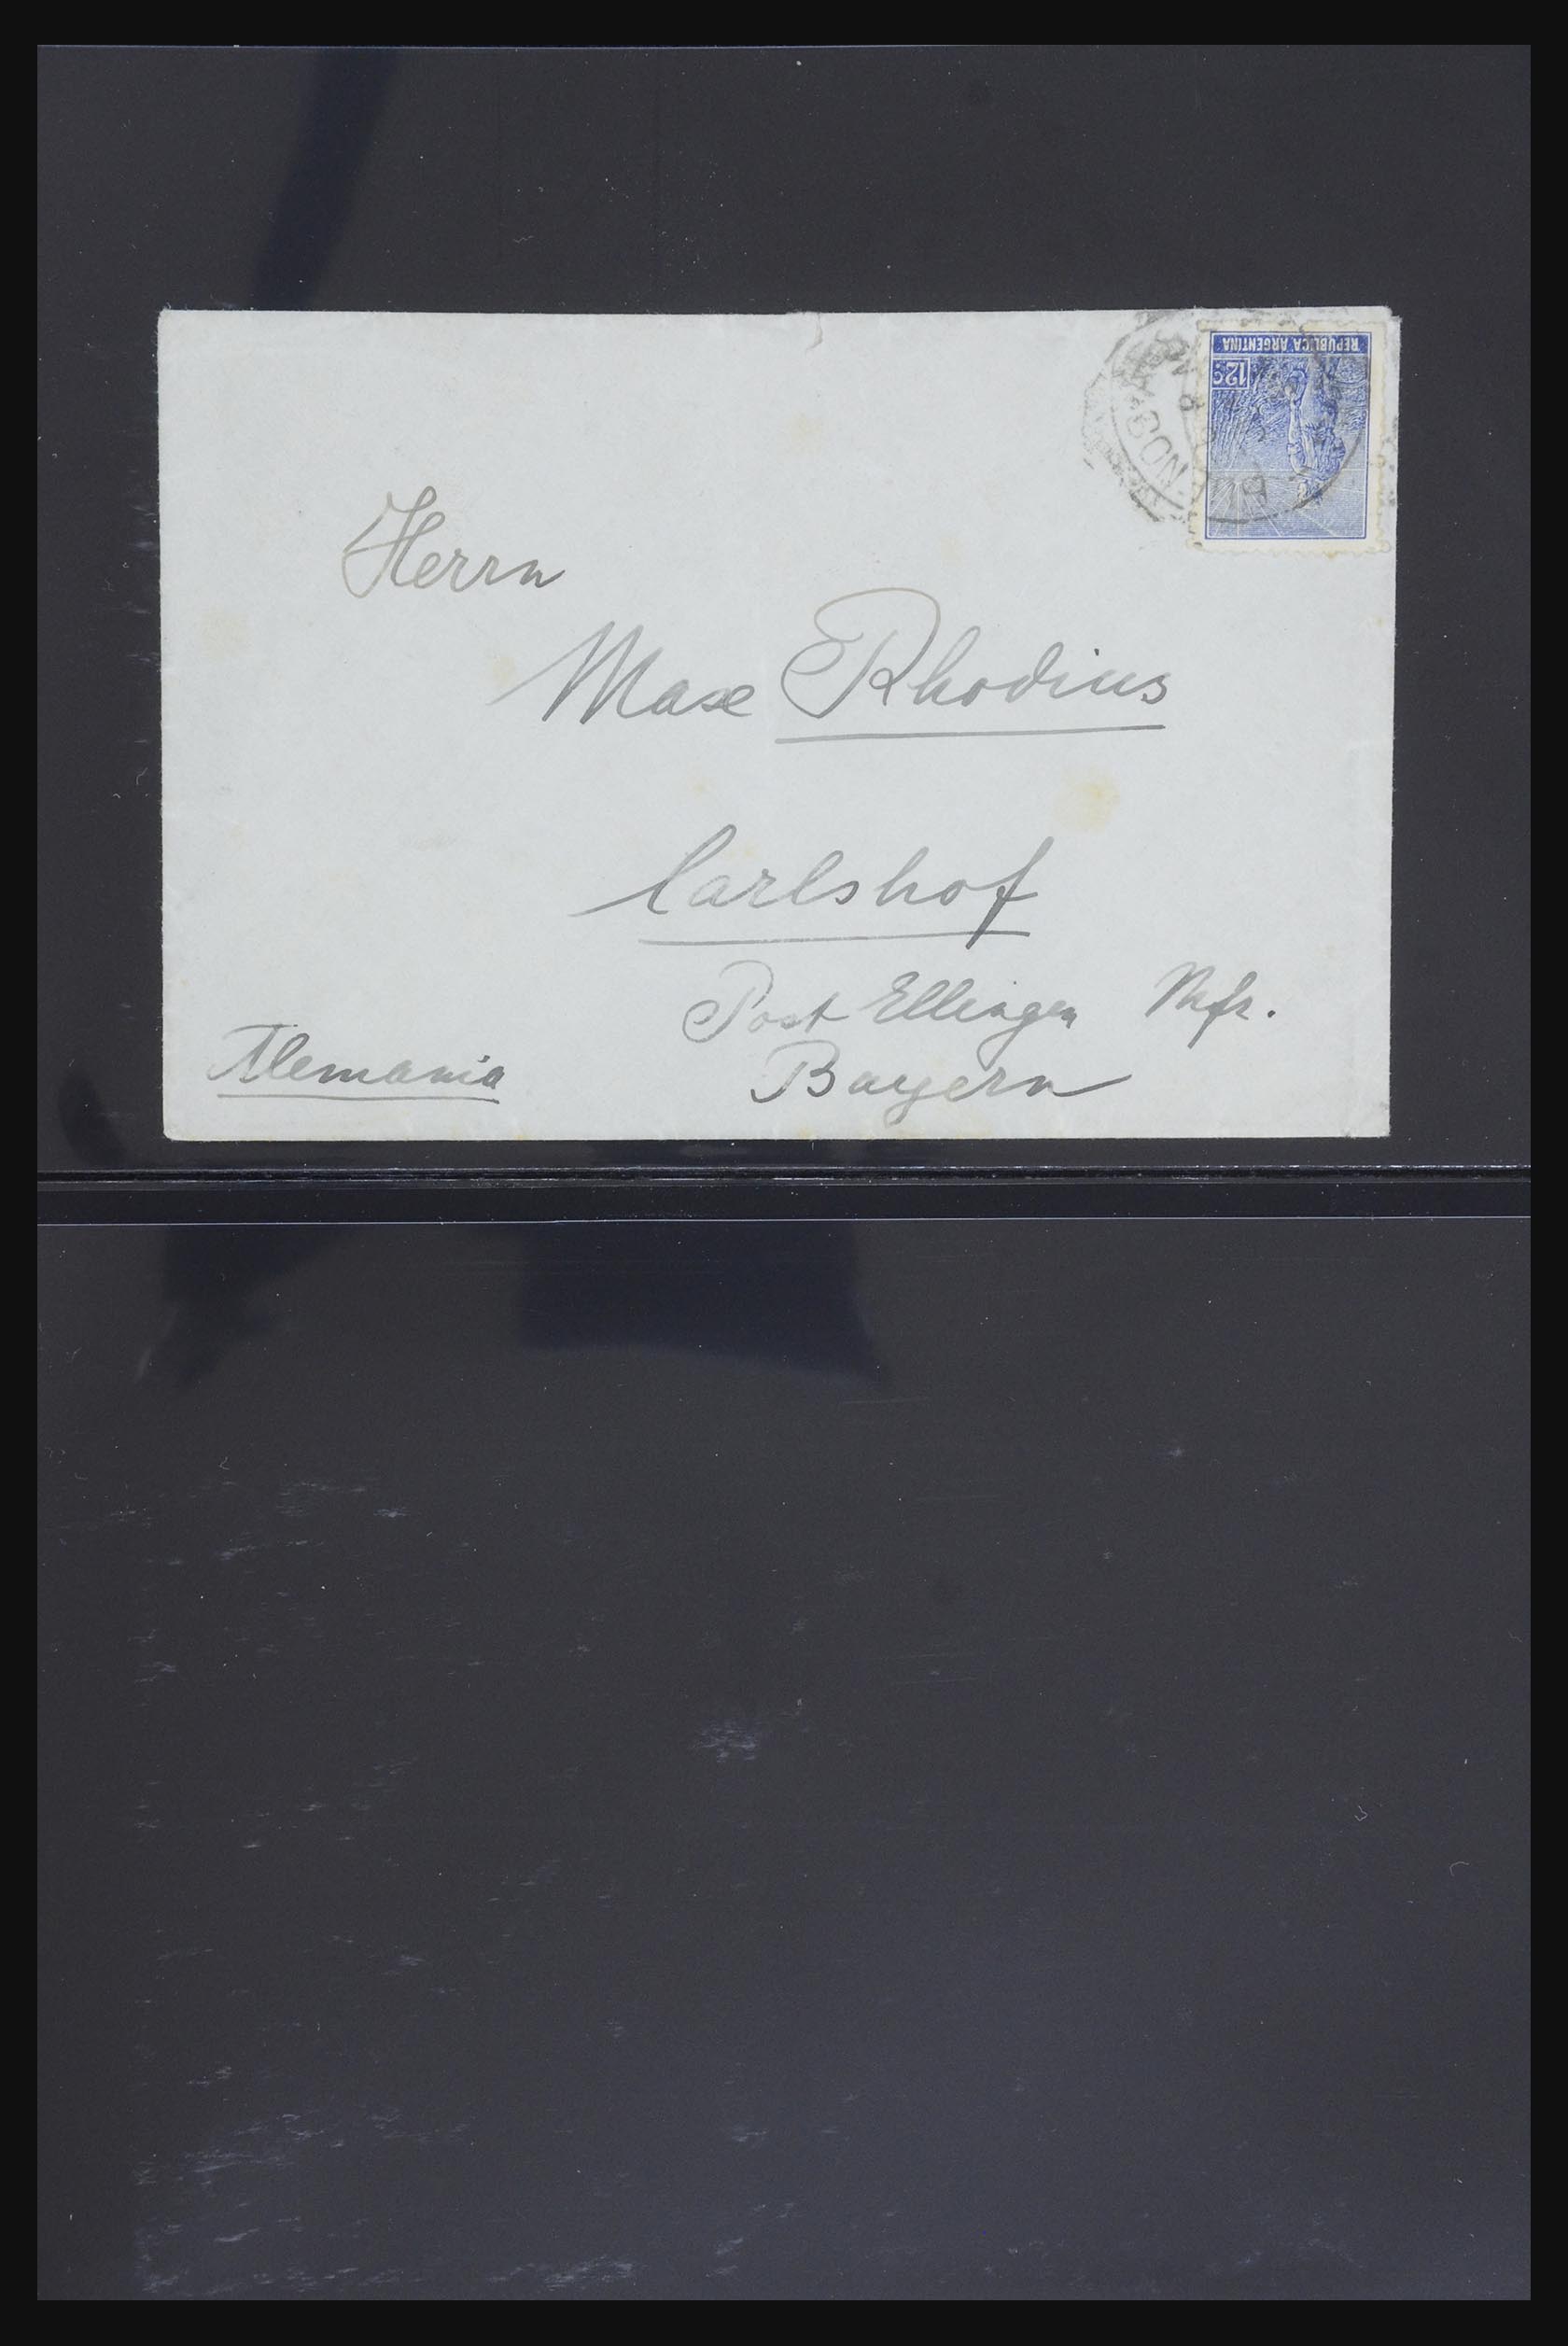 REPUBLICA ARGENTINA
12c
Herrn
Max Rhodius
Carlshof
Post Ellingen Mfr.
Alemania
Bayern